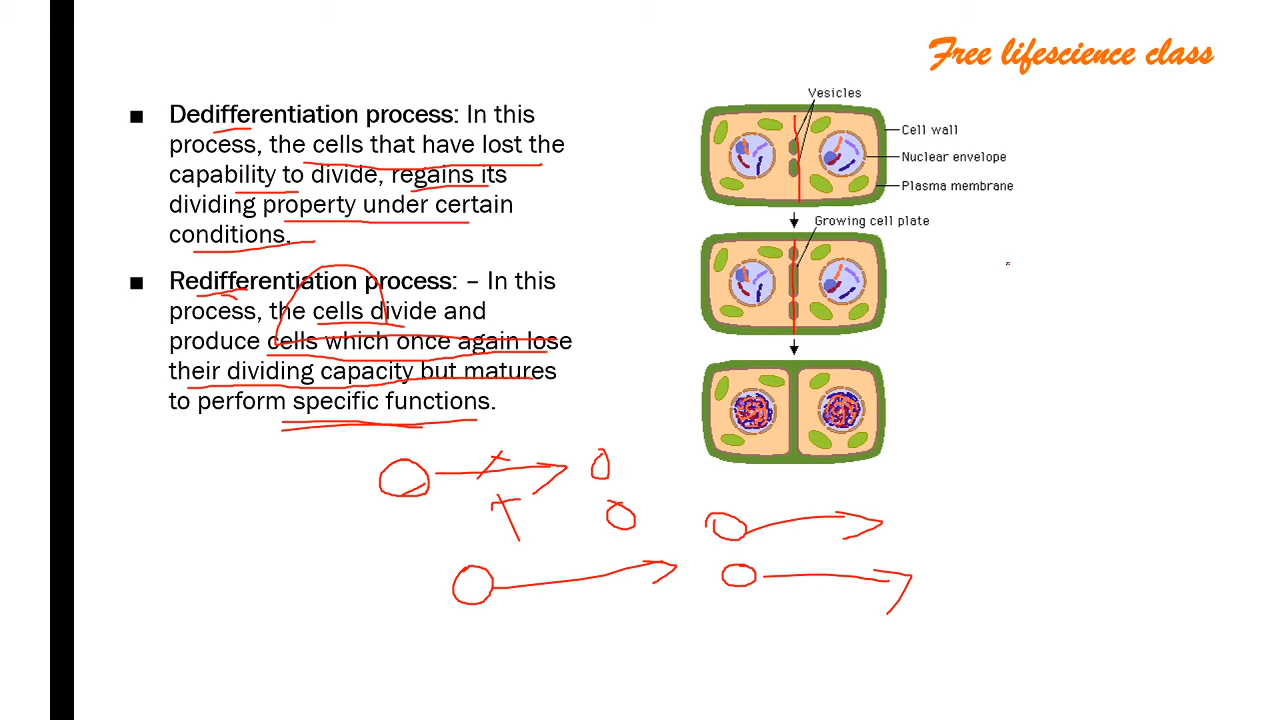 Free lifescience class
■ Dedifferentiation process: In this
process, the cells that have lost the
capability to divide, regains its
dividing property under certain
conditions.
■ Redifferentiation process: – In this
process, the cells divide and
produce cells which once again lose
their dividing capacity but matures
to perform specific functions.
Vesicles
Cell wall
Nuclear envelope
Plasma membrane
Growing cell plate